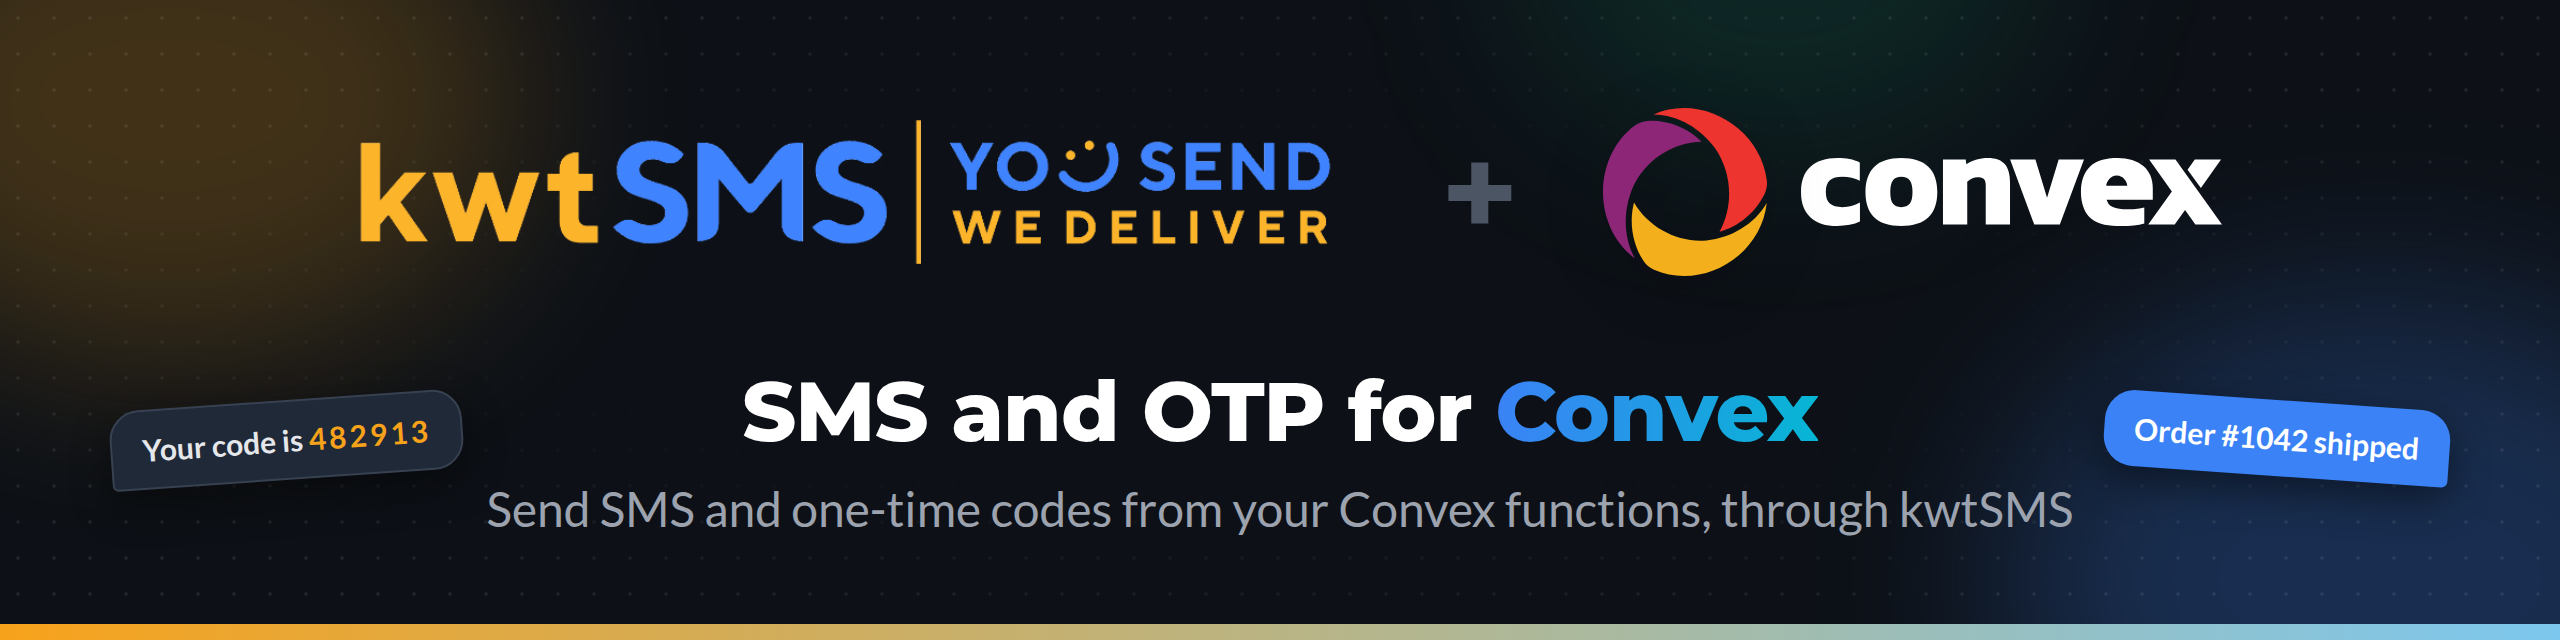 kwtSMS
YOU SEND
WE DELIVER
+
convex
SMS and OTP for Convex
Your code is 482913
Order #1042 shipped
Send SMS and one-time codes from your Convex functions, through kwtSMS